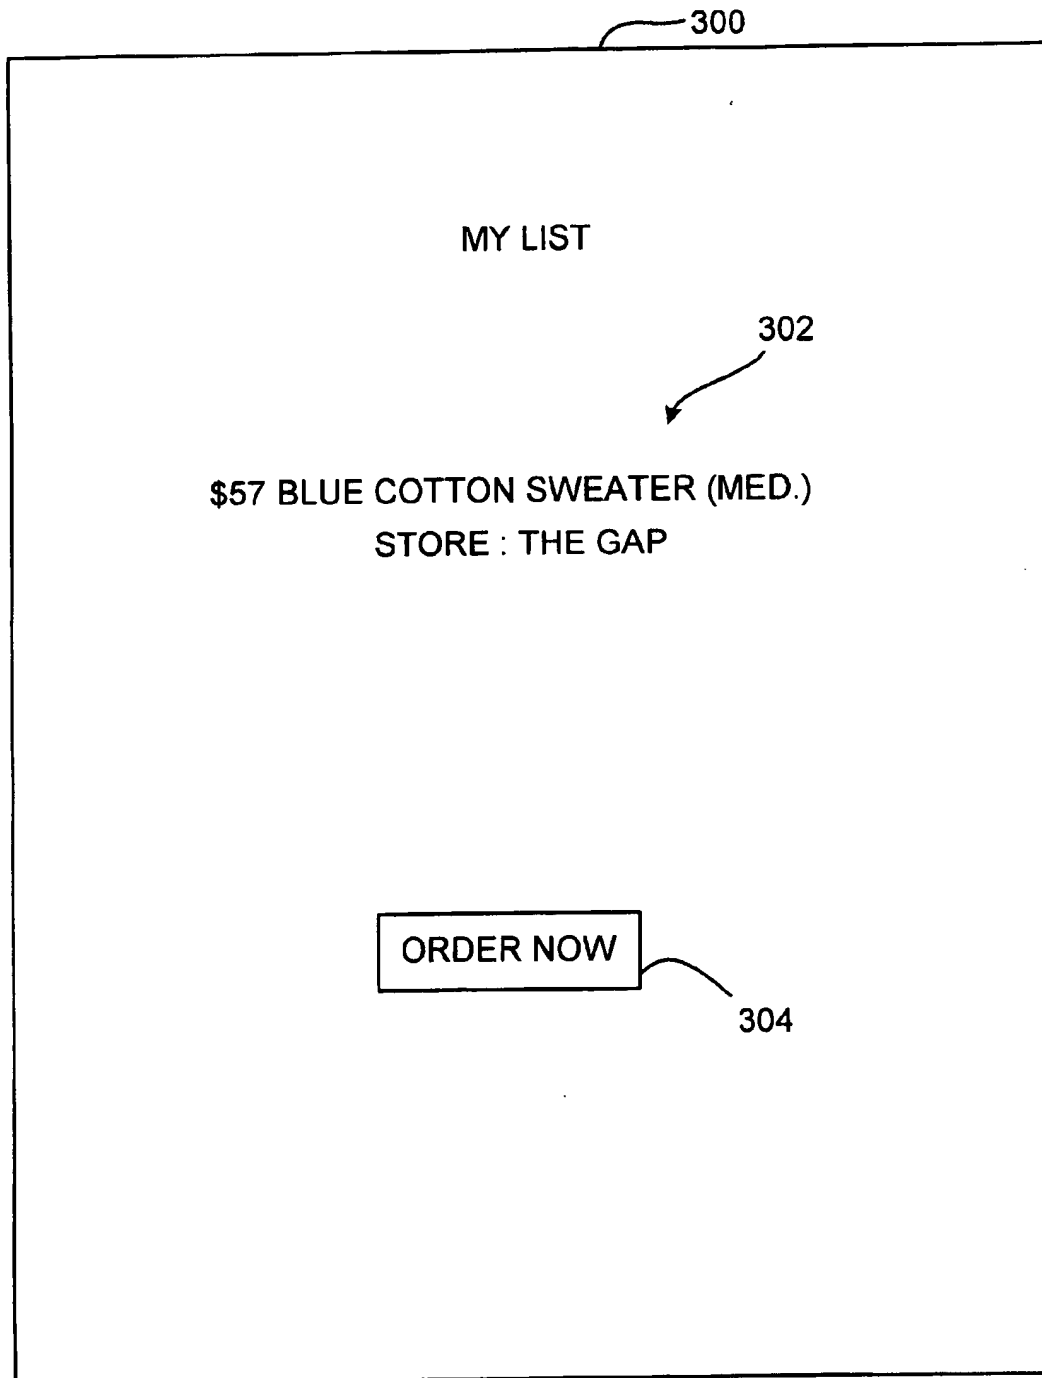 300
MY LIST
302
$57 BLUE COTTON SWEATER (MED.)
STORE : THE GAP
ORDER NOW
304